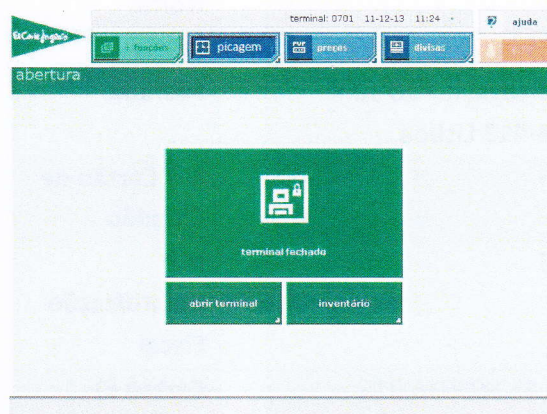 terminal: 0701 11-12-13 11:24
ajuda
El Corte Inglés
+ funções
picagem
preços
divisas
abertura
terminal fechado
abrir terminal
inventário